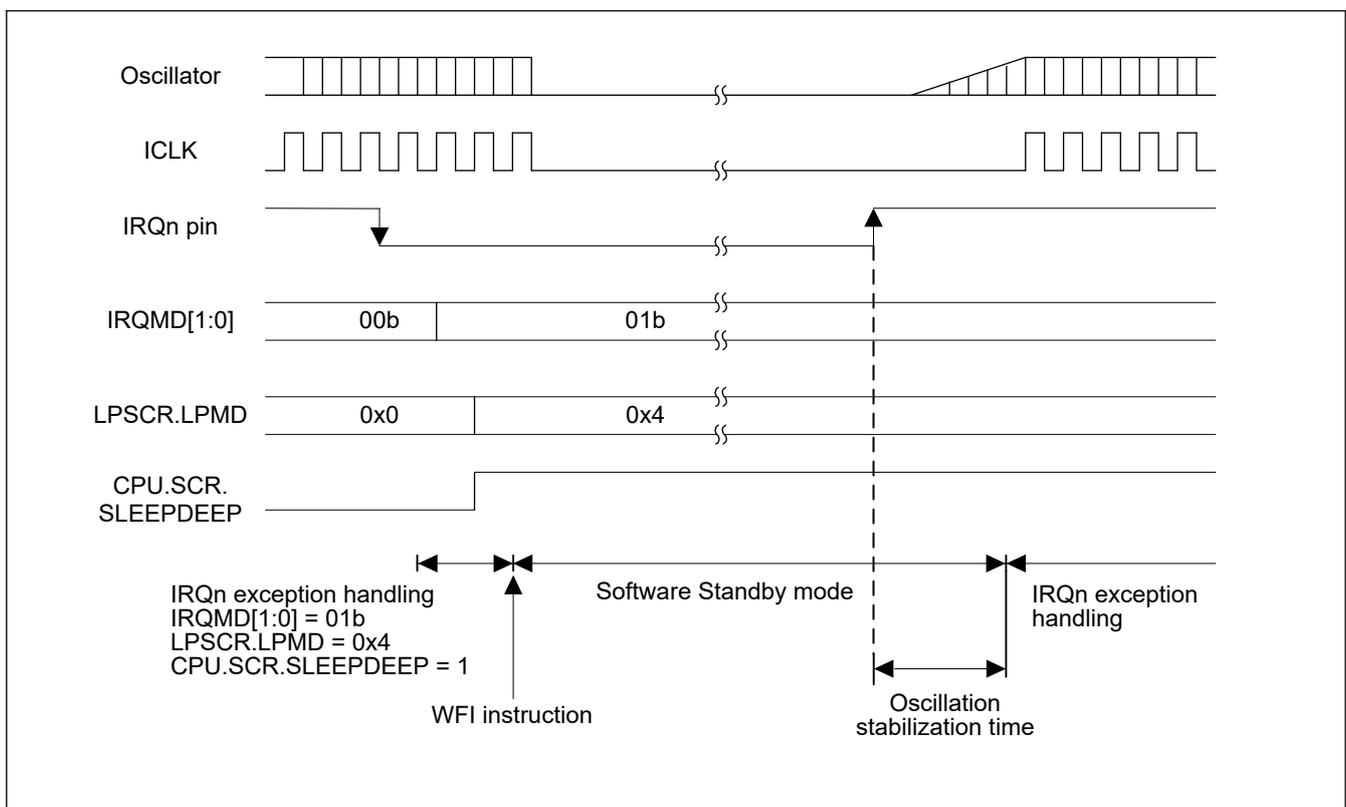 Oscillator
ICLK
IRQn pin
IRQMD[1:0]
00b
01b
LPSCR.LPMD
0x0
0x4
CPU.SCR.
SLEEPDEEP
IRQn exception handling
IRQMD[1:0] = 01b
LPSCR.LPMD = 0x4
CPU.SCR.SLEEPDEEP = 1
WFI instruction
Software Standby mode
IRQn exception
handling
Oscillation
stabilization time